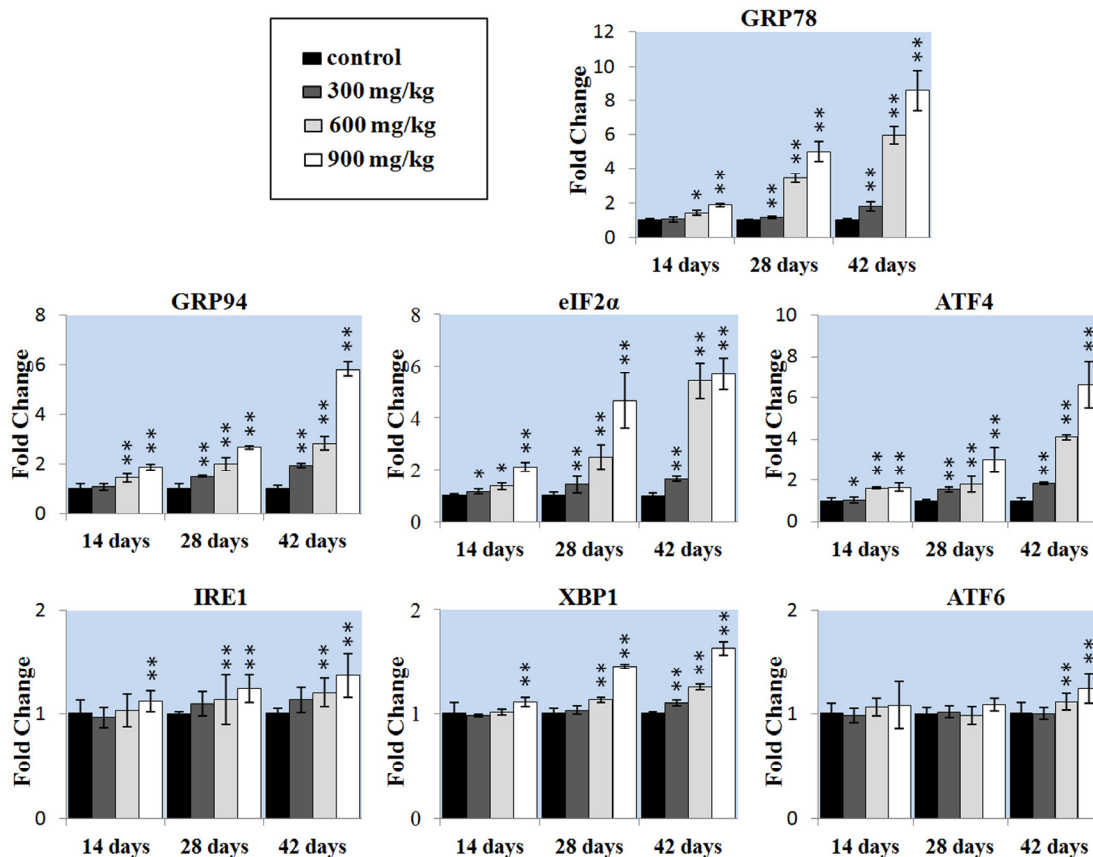 control
300 mg/kg
600 mg/kg
900 mg/kg
GRP78
Fold Change
12
10
8
6
4
2
0
* ** ** ** ** ** ** **
14 days 28 days 42 days
GRP94
Fold Change
8
6
4
2
0
** ** ** ** ** ** ** **
14 days 28 days 42 days
eIF2α
Fold Change
8
6
4
2
0
* * ** ** ** ** ** ** **
14 days 28 days 42 days
ATF4
Fold Change
10
8
6
4
2
0
* ** ** ** ** ** ** ** **
14 days 28 days 42 days
IRE1
Fold Change
2
1
0
** ** ** ** **
14 days 28 days 42 days
XBP1
Fold Change
2
1
0
** ** ** ** ** **
14 days 28 days 42 days
ATF6
Fold Change
2
1
0
** **
14 days 28 days 42 days